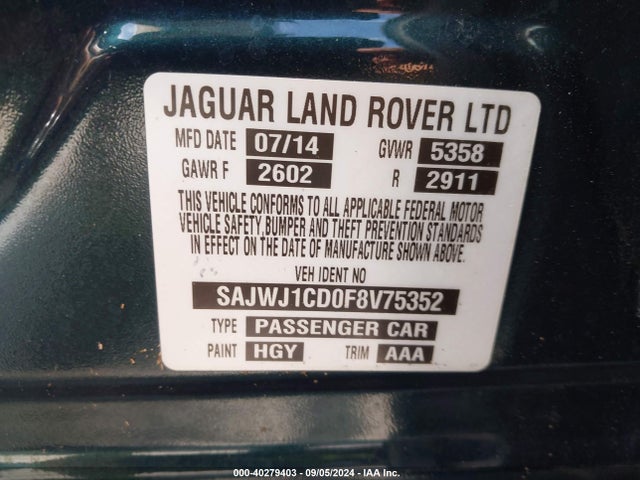 JAGUAR LAND ROVER LTD
MFD DATE 07/14 GVWR 5358
GAWR F 2602 R 2911
THIS VEHICLE CONFORMS TO ALL APPLICABLE FEDERAL MOTOR
VEHICLE SAFETY,BUMPER AND THEFT PREVENTION STANDARDS
IN EFFECT ON THE DATE OF MANUFACTURE SHOWN ABOVE.
VEH IDENT NO
SAJWJ1CD0F8V75352
TYPE PASSENGER CAR
PAINT HGY TRIM AAA
000-40279403 - 09/05/2024 - IAA Inc.